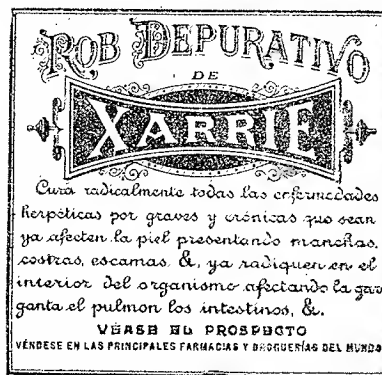 ROB DEPURATIVO
DE
XARRIE
Cura radicalmente todas las enfermedades
herpéticas por graves y crónicas que sean
ya afecten la piel presentando manchas,
costras, escamas, &, ya radiquen en el
interior del organismo afectando la gar
ganta el pulmon los intestinos, &.
VÉASE EL PROSPECTO
VÉNDESE EN LAS PRINCIPALES FARMACIAS Y DROGUERÍAS DEL MUNDO